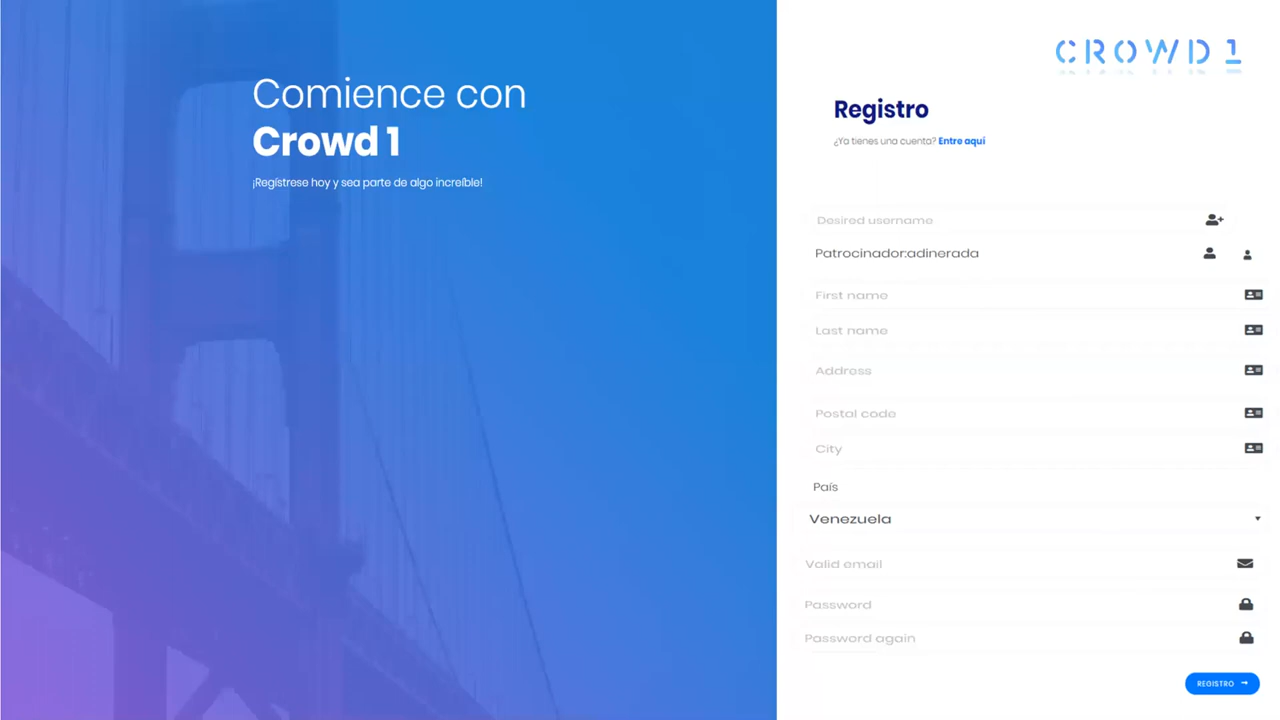 Comience con
Crowd 1
¡Regístrese hoy y sea parte de algo increíble!
CROWD 1
Registro
¿Ya tienes una cuenta? Entre aquí
Desired username
Patrocinador:adinerada
First name
Last name
Address
Postal code
City
País
Venezuela
Valid email
Password
Password again
REGISTRO